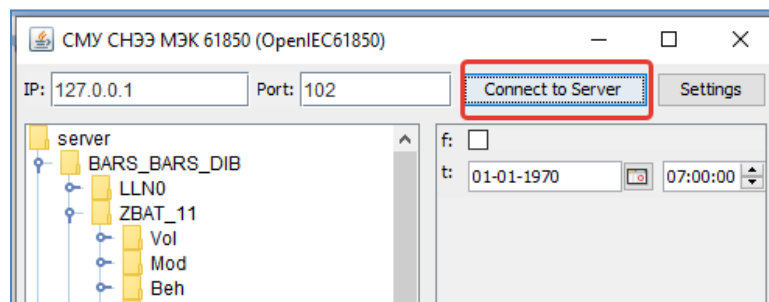 СМУ СНЭЭ МЭК 61850 (OpenIEC61850)
IP: 127.0.0.1 Port: 102 Connect to Server Settings
server
f:
BARS_BARS_DIB
t: 01-01-1970 07:00:00
LLN0
ZBAT_11
Vol
Mod
Beh